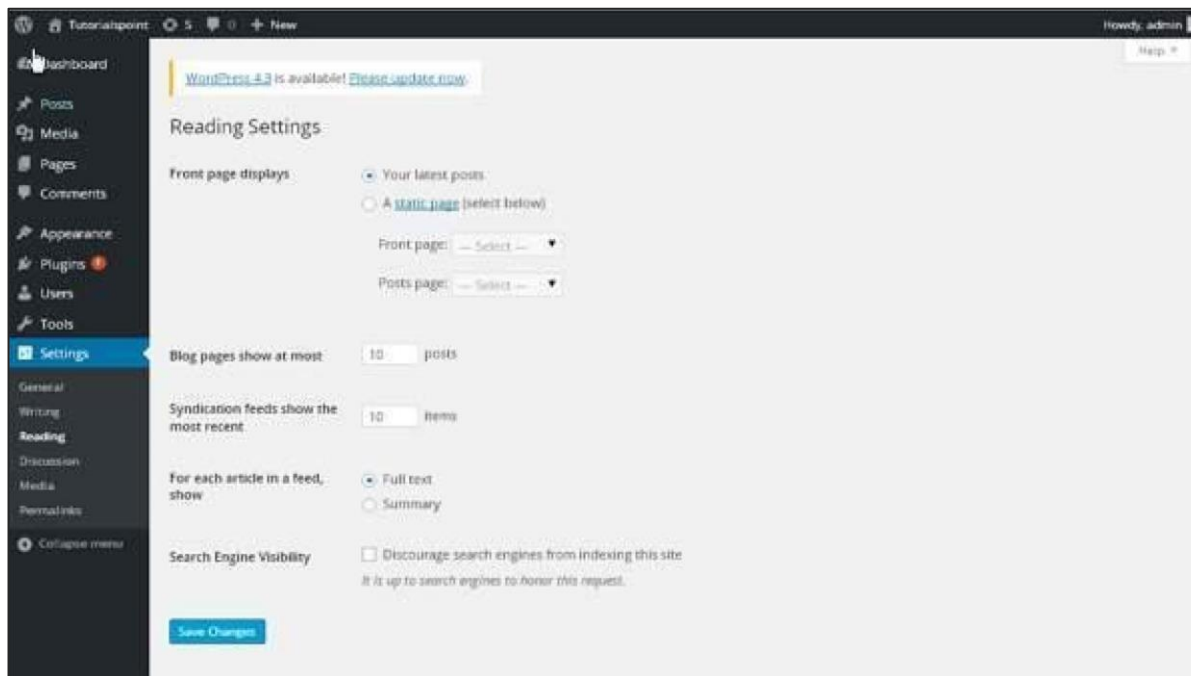 Tutorialspoint 5 0 + New Howdy, admin
Help
Dashboard
Posts
Media
Pages
Comments
Appearance
Plugins 1
Users
Tools
Settings
General
Writing
Reading
Discussion
Media
Permalinks
Collapse menu
WordPress 4.3 is available! Please update now.
Reading Settings
Front page displays
Your latest posts
A static page (select below)
Front page: — Select —
Posts page: — Select —
Blog pages show at most 10 posts
Syndication feeds show the
most recent
10 items
For each article in a feed,
show
Full text
Summary
Search Engine Visibility
Discourage search engines from indexing this site
It is up to search engines to honor this request.
Save Changes